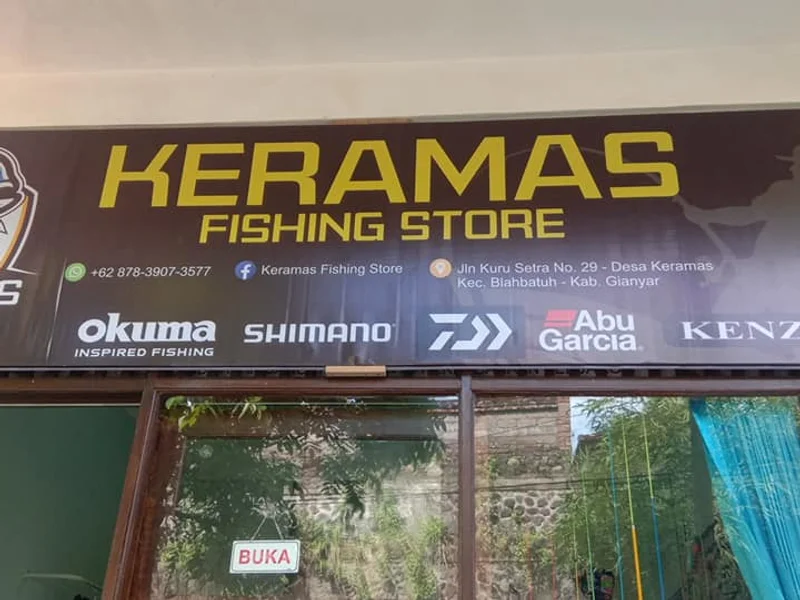 KERAMAS
FISHING STORE
+62 878-3907-3577
Keramas Fishing Store
Jln Kuru Setra No. 29 - Desa Keramas
Kec. Blahbatuh - Kab. Gianyar
okuma
INSPIRED FISHING
SHIMANO
Abu
Garcia
KENZ
BUKA